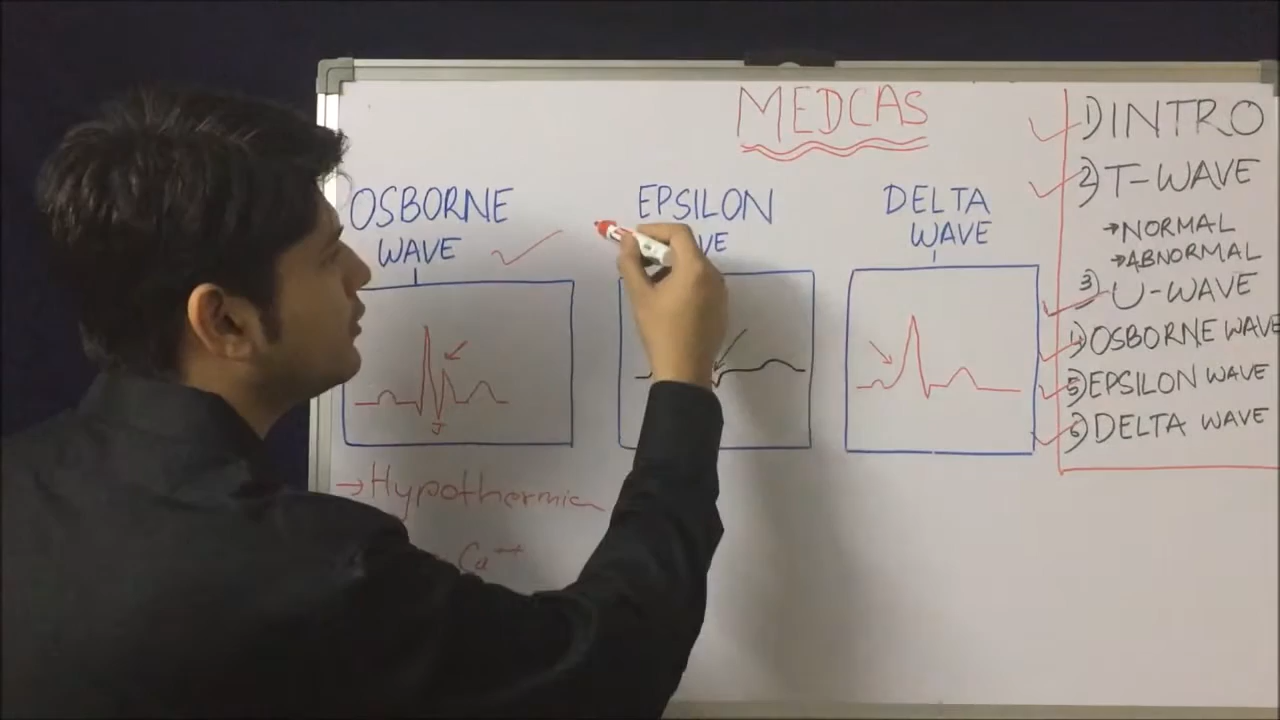 MEDCAS
OSBORNE
WAVE
J
→ Hypothermia
Ca++
EPSILON
DELTA
WAVE
1) INTRO
2) T-WAVE
→ NORMAL
→ ABNORMAL
3) U-WAVE
4) OSBORNE WAVE
5) EPSILON WAVE
6) DELTA WAVE